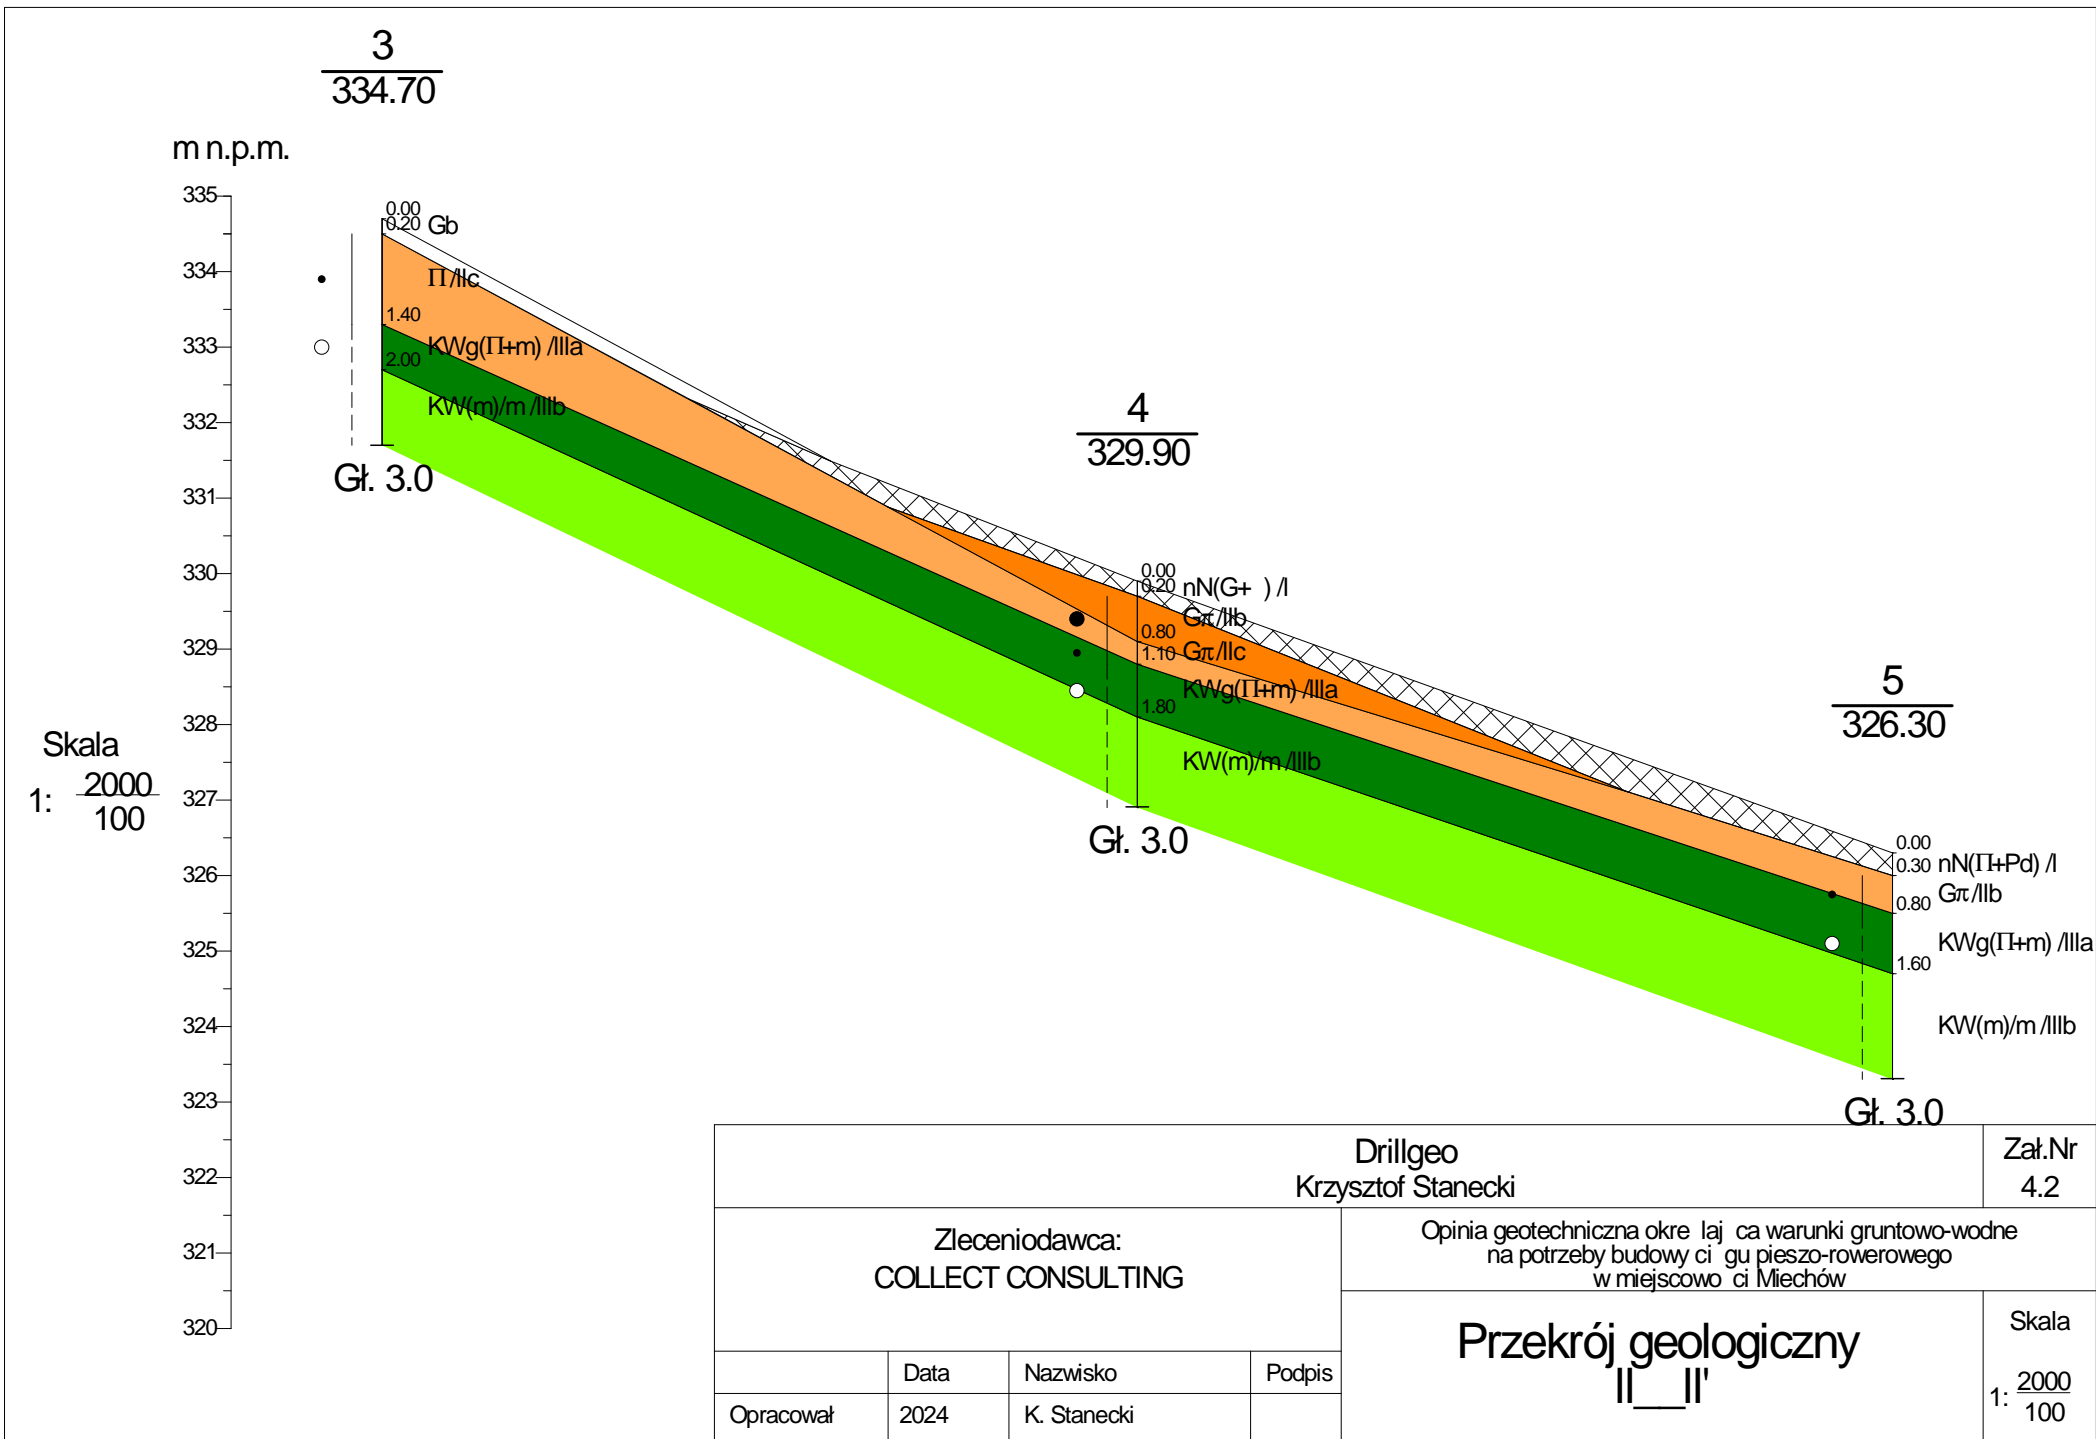 3
334.70
m n.p.m.
335
334
333
332
331
330
329
328
327
326
325
324
323
322
321
320
Skala
1: 2000
100
0.00
0.20 Gb
Π/IIc
1.40
KWg(Π+m) /IIIa
2.00
KW(m)/m /IIIb
Gł. 3.0
4
329.90
0.00
0.20 nN(G+ ) /I
Gπ/IIb
0.80
1.10 Gπ/IIc
KWg(Π+m) /IIIa
1.80
KW(m)/m /IIIb
Gł. 3.0
5
326.30
0.00
0.30 nN(Π+Pd) /I
Gπ/IIb
0.80
KWg(Π+m) /IIIa
1.60
KW(m)/m /IIIb
Gł. 3.0
Drillgeo
Krzysztof Stanecki
Zał.Nr
4.2
Zleceniodawca:
COLLECT CONSULTING
Opinia geotechniczna okre laj ca warunki gruntowo-wodne
na potrzeby budowy ci gu pieszo-rowerowego
w miejscowo ci Miechów
Przekrój geologiczny
II__II'
Skala
1: 2000
100
Data Nazwisko Podpis
Opracował 2024 K. Stanecki